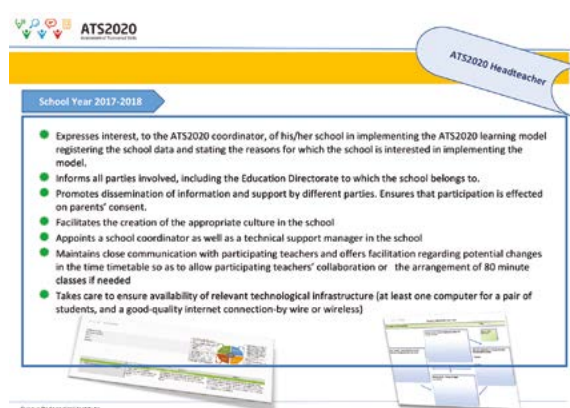 ATS2020
ATS2020 Headteacher
School Year 2017-2018
Expresses interest, to the ATS2020 coordinator, of his/her school in implementing the ATS2020 learning model
registering the school data and stating the reasons for which the school is interested in implementing the
model.
Informs all parties involved, including the Education Directorate to which the school belongs to.
Promotes dissemination of information and support by different parties. Ensures that participation is effected
on parents' consent.
Facilitates the creation of the appropriate culture in the school
Appoints a school coordinator as well as a technical support manager in the school
Maintains close communication with participating teachers and offers facilitation regarding potential changes
in the time timetable so as to allow participating teachers' collaboration or the arrangement of 80 minute
classes if needed
Takes care to ensure availability of relevant technological infrastructure (at least one computer for a pair of
students, and a good-quality internet connection-by wire or wireless)